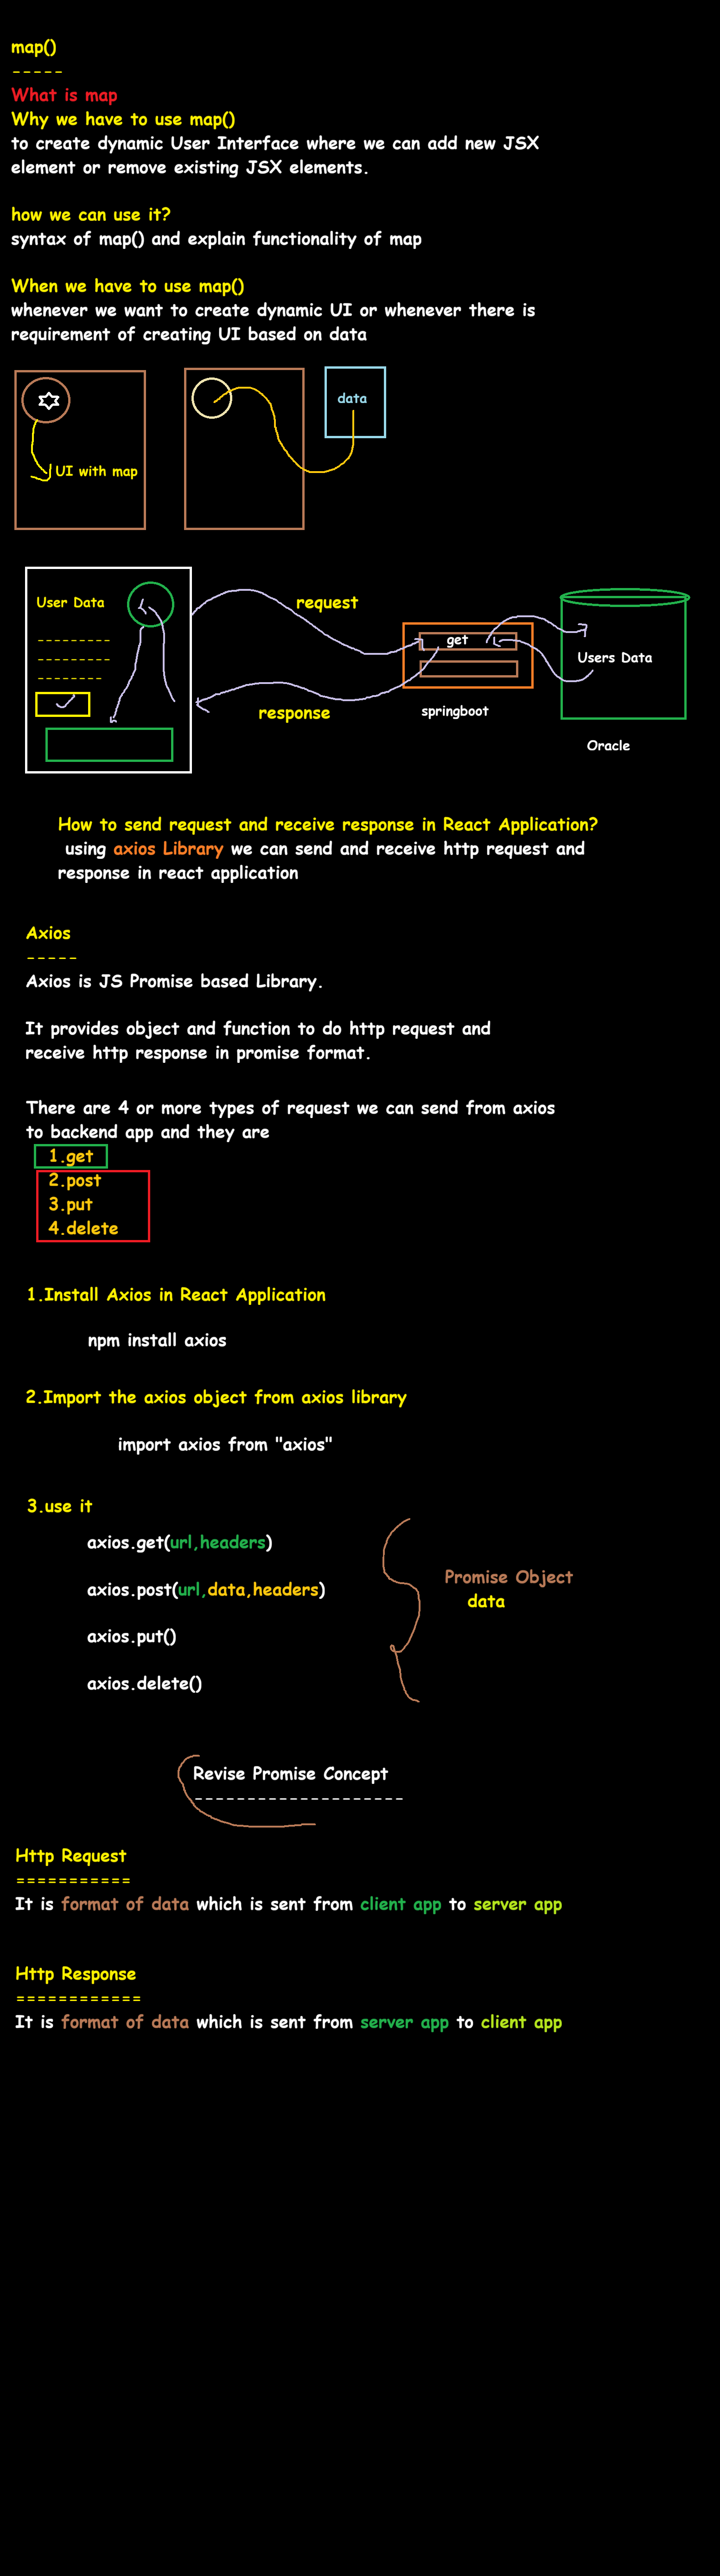 map()
-----
What is map
Why we have to use map()
to create dynamic User Interface where we can add new JSX
element or remove existing JSX elements.
how we can use it?
syntax of map() and explain functionality of map
When we have to use map()
whenever we want to create dynamic UI or whenever there is
requirement of creating UI based on data
data
UI with map
User Data
----------
----------
---------
request
get
Users Data
response
springboot
Oracle
How to send request and receive response in React Application?
using axios Library we can send and receive http request and
response in react application
Axios
-----
Axios is JS Promise based Library.
It provides object and function to do http request and
receive http response in promise format.
There are 4 or more types of request we can send from axios
to backend app and they are
1.get
2.post
3.put
4.delete
1.Install Axios in React Application
npm install axios
2.Import the axios object from axios library
import axios from "axios"
3.use it
axios.get(url,headers)
Promise Object
axios.post(url,data,headers)
data
axios.put()
axios.delete()
Revise Promise Concept
--------------------
Http Request
===========
It is format of data which is sent from client app to server app
Http Response
============
It is format of data which is sent from server app to client app